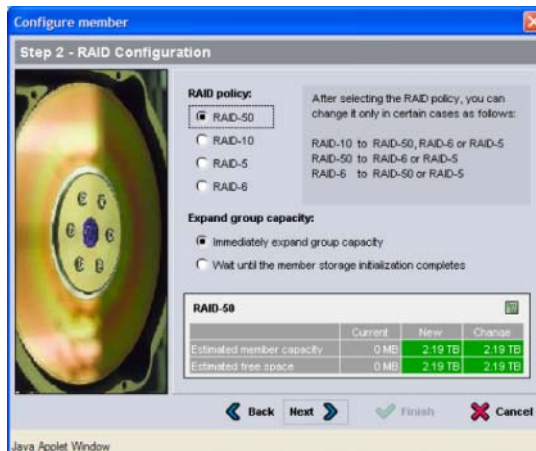 Configure member
Step 2 - RAID Configuration
RAID policy:
RAID-50
RAID-10
RAID-5
RAID-6
After selecting the RAID policy, you can
change it only in certain cases as follows:
RAID-10 to RAID-50, RAID-6 or RAID-5
RAID-50 to RAID-6 or RAID-5
RAID-6 to RAID-50 or RAID-5
Expand group capacity:
Immediately expand group capacity
Wait until the member storage initialization completes
RAID-50
Current New Change
Estimated member capacity 0 MB 2.19 TB 2.19 TB
Estimated free space 0 MB 2.19 TB 2.19 TB
Back Next Finish Cancel
Java Applet Window